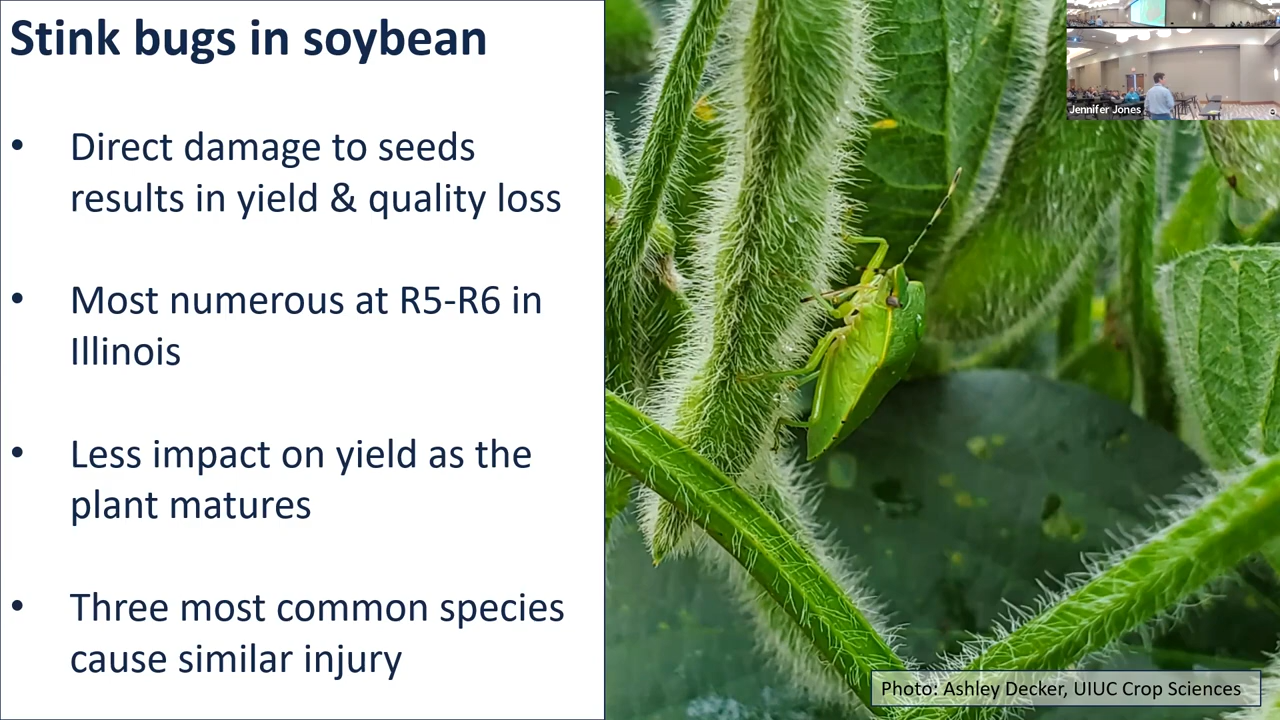 Stink bugs in soybean
• Direct damage to seeds
results in yield & quality loss
• Most numerous at R5-R6 in
Illinois
• Less impact on yield as the
plant matures
• Three most common species
cause similar injury
Jennifer Jones
Photo: Ashley Decker, UIUC Crop Sciences